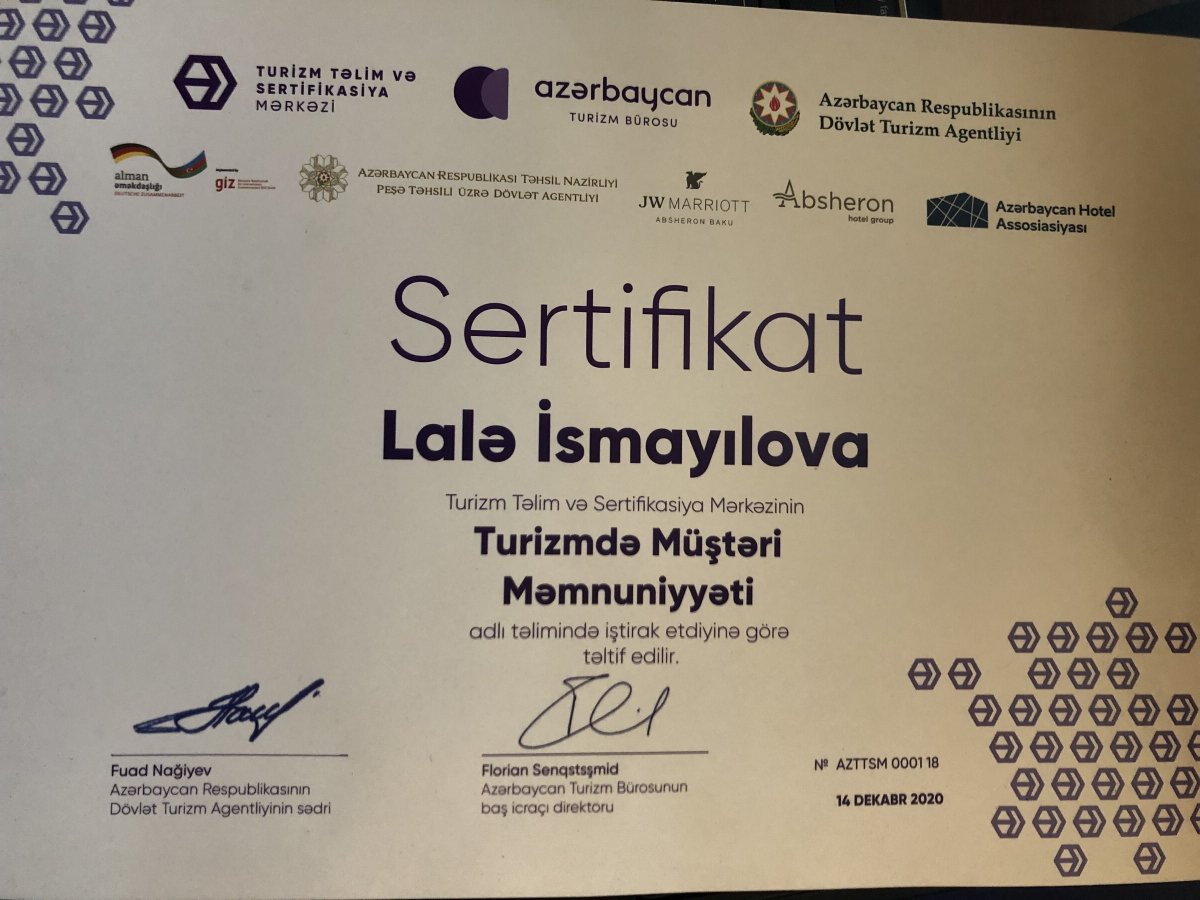 TURİZM TƏLİM VƏ
SERTİFİKASİYA
MƏRKƏZİ
azərbaycan
TURİZM BÜROSU
Azərbaycan Respublikasının
Dövlət Turizm Agentliyi
alman
əməkdaşlığı
DEUTSCHE ZUSAMMENARBEIT
giz
AZƏRBAYCAN RESPUBLİKASI TƏHSİL NAZİRLİYİ
PEŞƏ TƏHSİLİ ÜZRƏ DÖVLƏT AGENTLİYİ
JW MARRIOTT
ABSHERON BAKU
Absheron
hotel group
Azərbaycan Hotel
Assosiasiyası
Sertifikat
Lalə İsmayılova
Turizm Təlim və Sertifikasiya Mərkəzinin
Turizmdə Müştəri
Məmnuniyyəti
adlı təlimində iştirak etdiyinə görə
təltif edilir.
Fuad Nağiyev
Azərbaycan Respublikasının
Dövlət Turizm Agentliyinin sədri
Florian Senqstsşmid
Azərbaycan Turizm Bürosunun
baş icraçı direktoru
№ AZTTSM 0001 18
14 DEKABR 2020